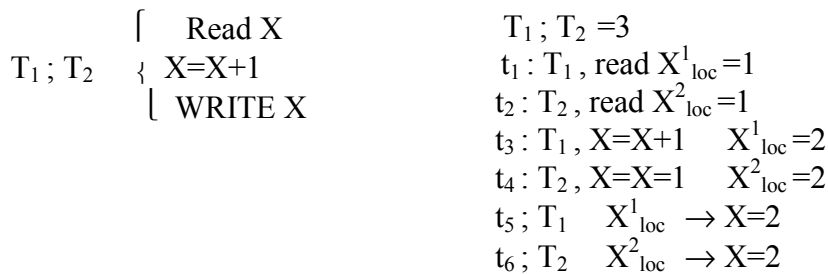 Read X
T₁ ; T₂ { X=X+1
WRITE X
T₁ ; T₂ =3
t₁ : T₁ , read X¹loc =1
t₂ : T₂ , read X²loc =1
t₃ : T₁ , X=X+1 X¹loc =2
t₄ : T₂ , X=X=1 X²loc =2
t₅ ; T₁ X¹loc → X=2
t₆ ; T₂ X²loc → X=2